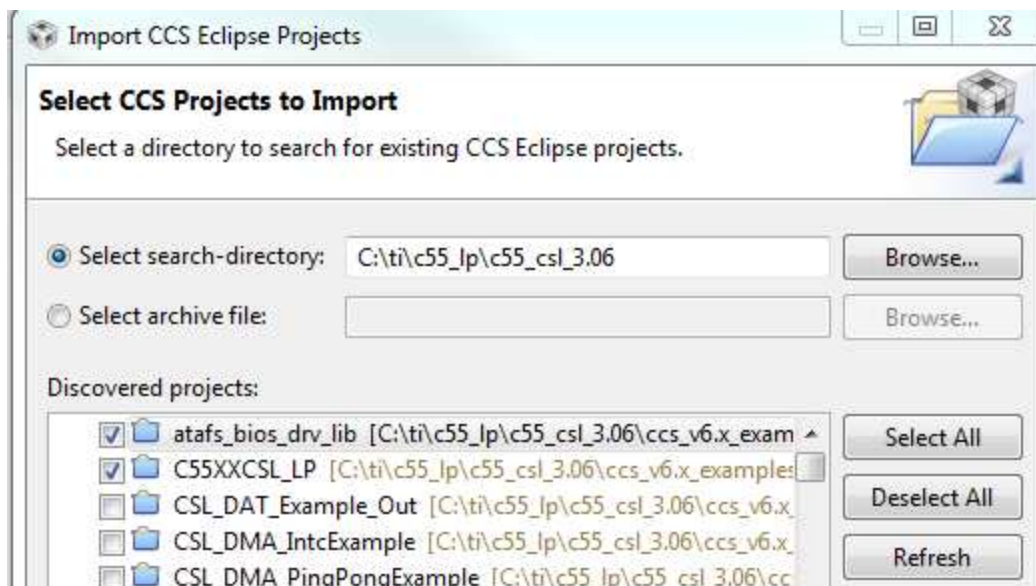 Import CCS Eclipse Projects
Select CCS Projects to Import
Select a directory to search for existing CCS Eclipse projects.
Select search-directory: C:\ti\c55_lp\c55_csl_3.06 Browse...
Select archive file: Browse...
Discovered projects:
atafs_bios_drv_lib [C:\ti\c55_lp\c55_csl_3.06\ccs_v6.x_exam Select All
C55XXCSL_LP [C:\ti\c55_lp\c55_csl_3.06\ccs_v6.x_examples
CSL_DAT_Example_Out [C:\ti\c55_lp\c55_csl_3.06\ccs_v6.x_ Deselect All
CSL_DMA_IntcExample [C:\ti\c55_lp\c55_csl_3.06\ccs_v6.x_
CSL_DMA_PingPongExample [C:\ti\c55_lp\c55_csl_3.06\cc Refresh